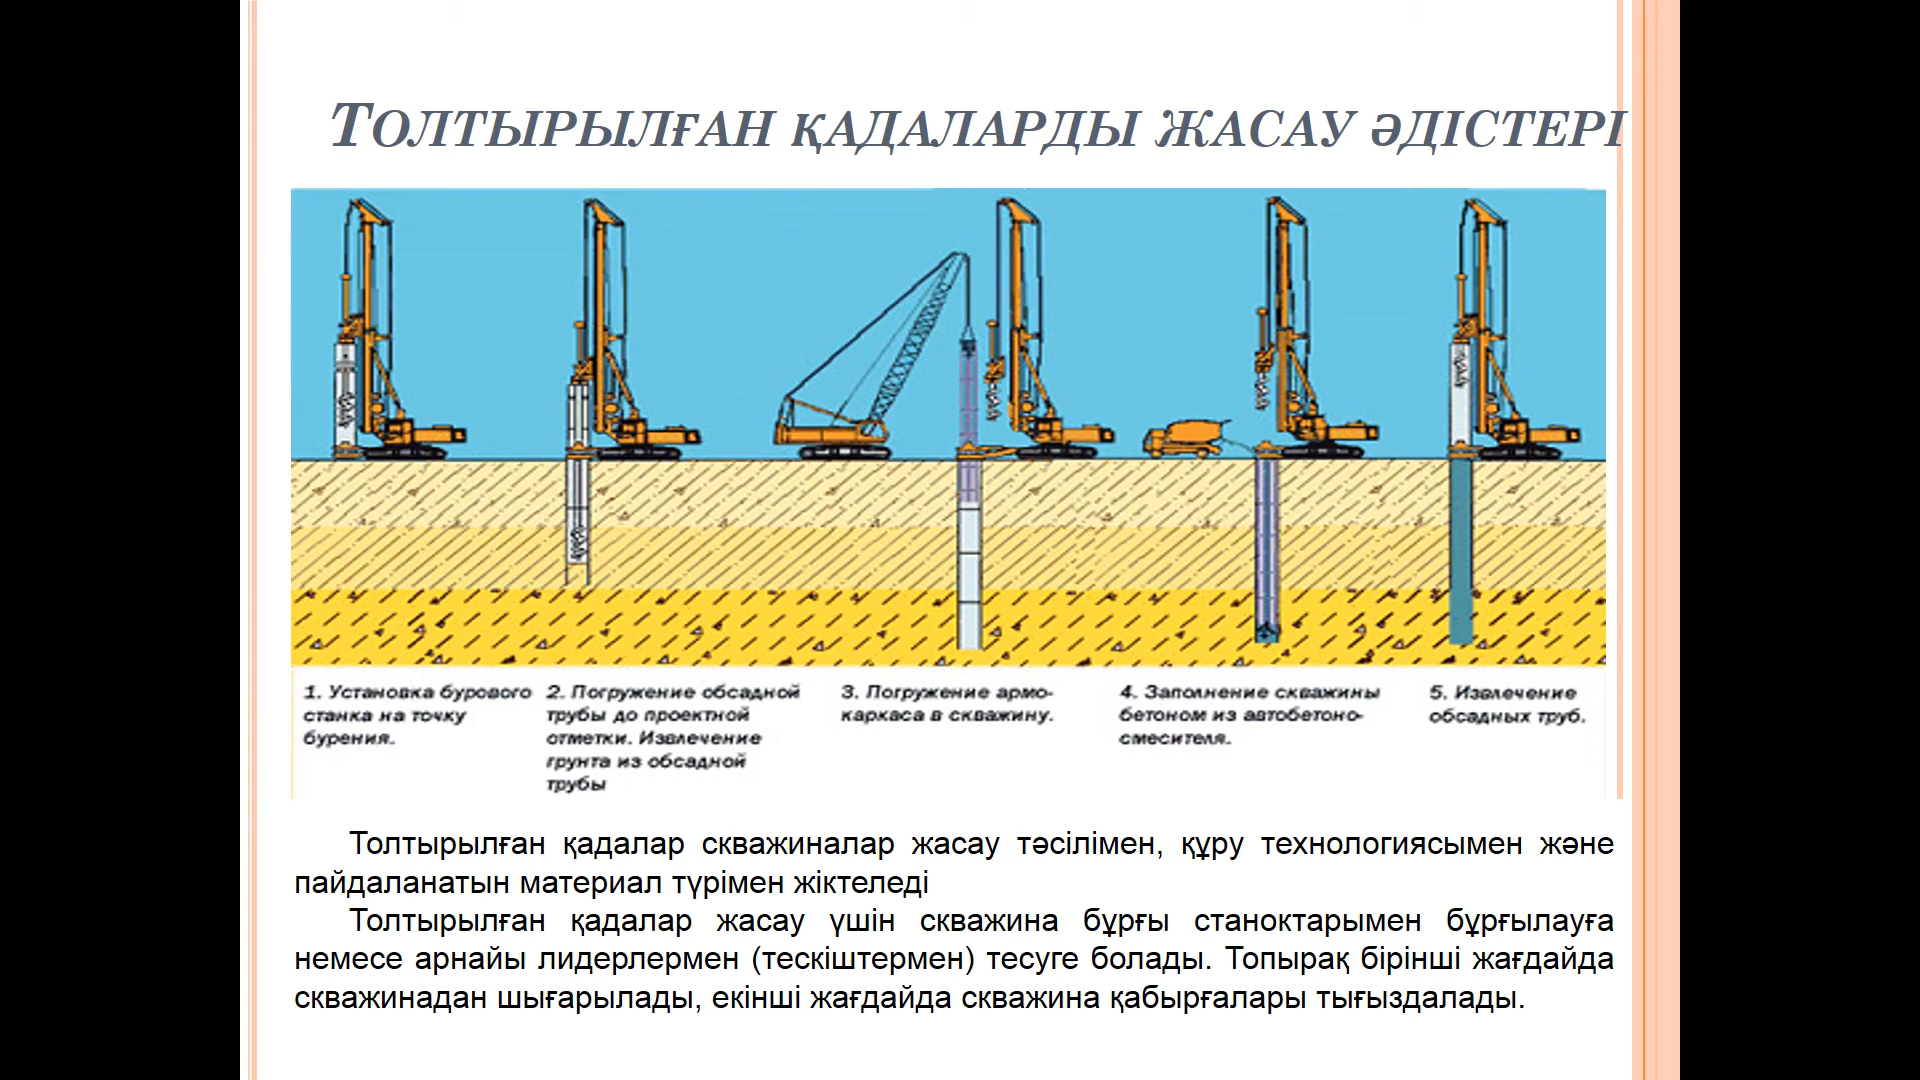 ТОЛТЫРЫЛҒАН ҚАДАЛАРДЫ ЖАСАУ ӘДІСТЕРІ
1. Установка бурового
станка на точку
бурения.
2. Погружение обсадной
трубы до проектной
отметки. Извлечение
грунта из обсадной
трубы
3. Погружение армо-
каркаса в скважину.
4. Заполнение скважины
бетоном из автобетоно-
смесителя.
5. Извлечение
обсадных труб.
Толтырылған қадалар скважиналар жасау тәсілімен, құру технологиясымен және
пайдаланатын материал түрімен жіктеледі
Толтырылған қадалар жасау үшін скважина бұрғы станоктарымен бұрғылауға
немесе арнайы лидерлермен (тескіштермен) тесуге болады. Топырақ бірінші жағдайда
скважинадан шығарылады, екінші жағдайда скважина қабырғалары тығыздалады.